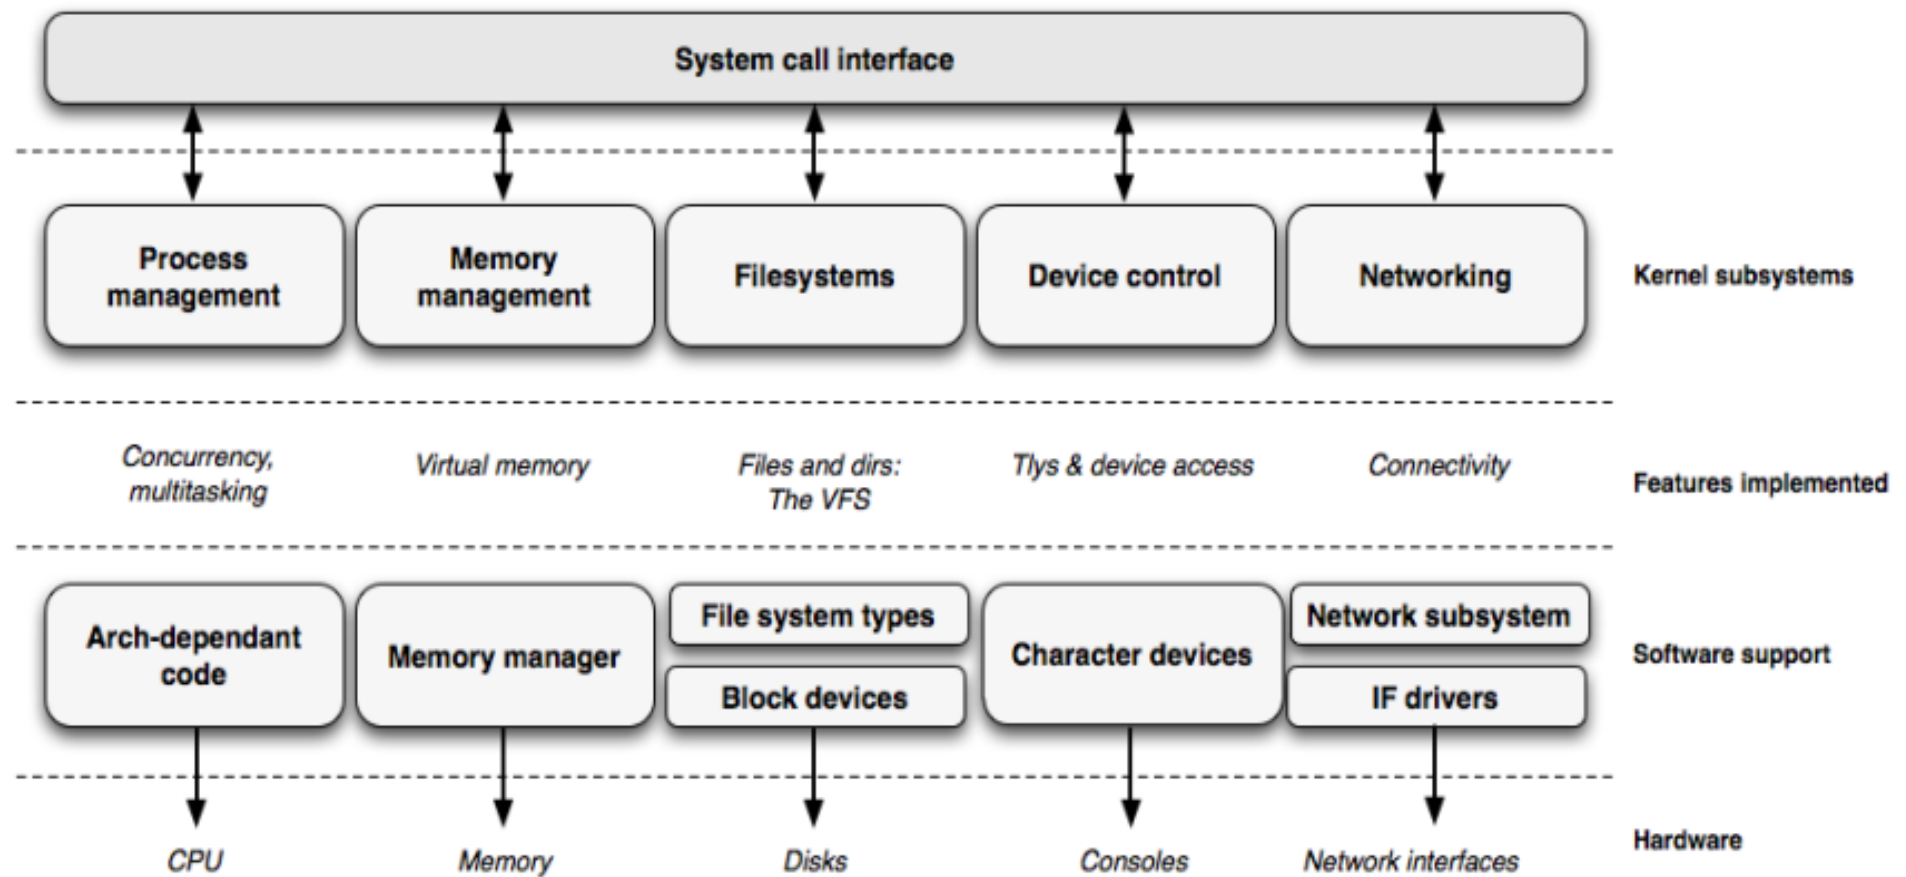 System call interface
Process
management
Memory
management
Filesystems
Device control
Networking
Kernel subsystems
Concurrency,
multitasking
Virtual memory
Files and dirs:
The VFS
Tlys & device access
Connectivity
Features implemented
Arch-dependant
code
Memory manager
File system types
Block devices
Character devices
Network subsystem
IF drivers
Software support
CPU
Memory
Disks
Consoles
Network interfaces
Hardware